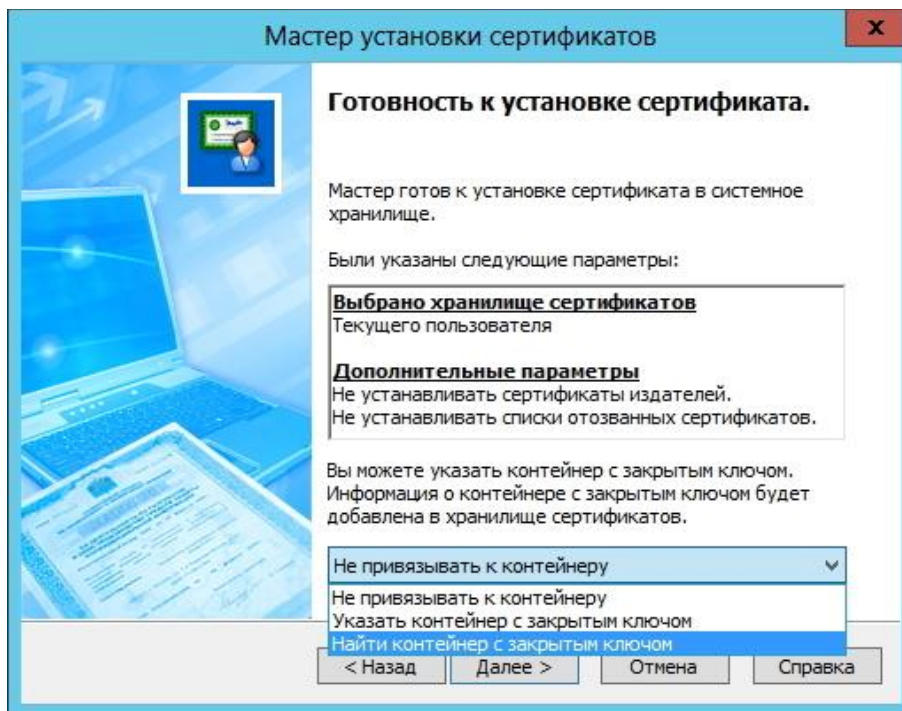 Мастер установки сертификатов
x
Готовность к установке сертификата.
Мастер готов к установке сертификата в системное
хранилище.
Были указаны следующие параметры:
Выбрано хранилище сертификатов
Текущего пользователя
Дополнительные параметры
Не устанавливать сертификаты издателей.
Не устанавливать списки отозванных сертификатов.
Вы можете указать контейнер с закрытым ключом.
Информация о контейнере с закрытым ключом будет
добавлена в хранилище сертификатов.
Не привязывать к контейнеру
Не привязывать к контейнеру
Указать контейнер с закрытым ключом
Найти контейнер с закрытым ключом
< Назад Далее > Отмена Справка